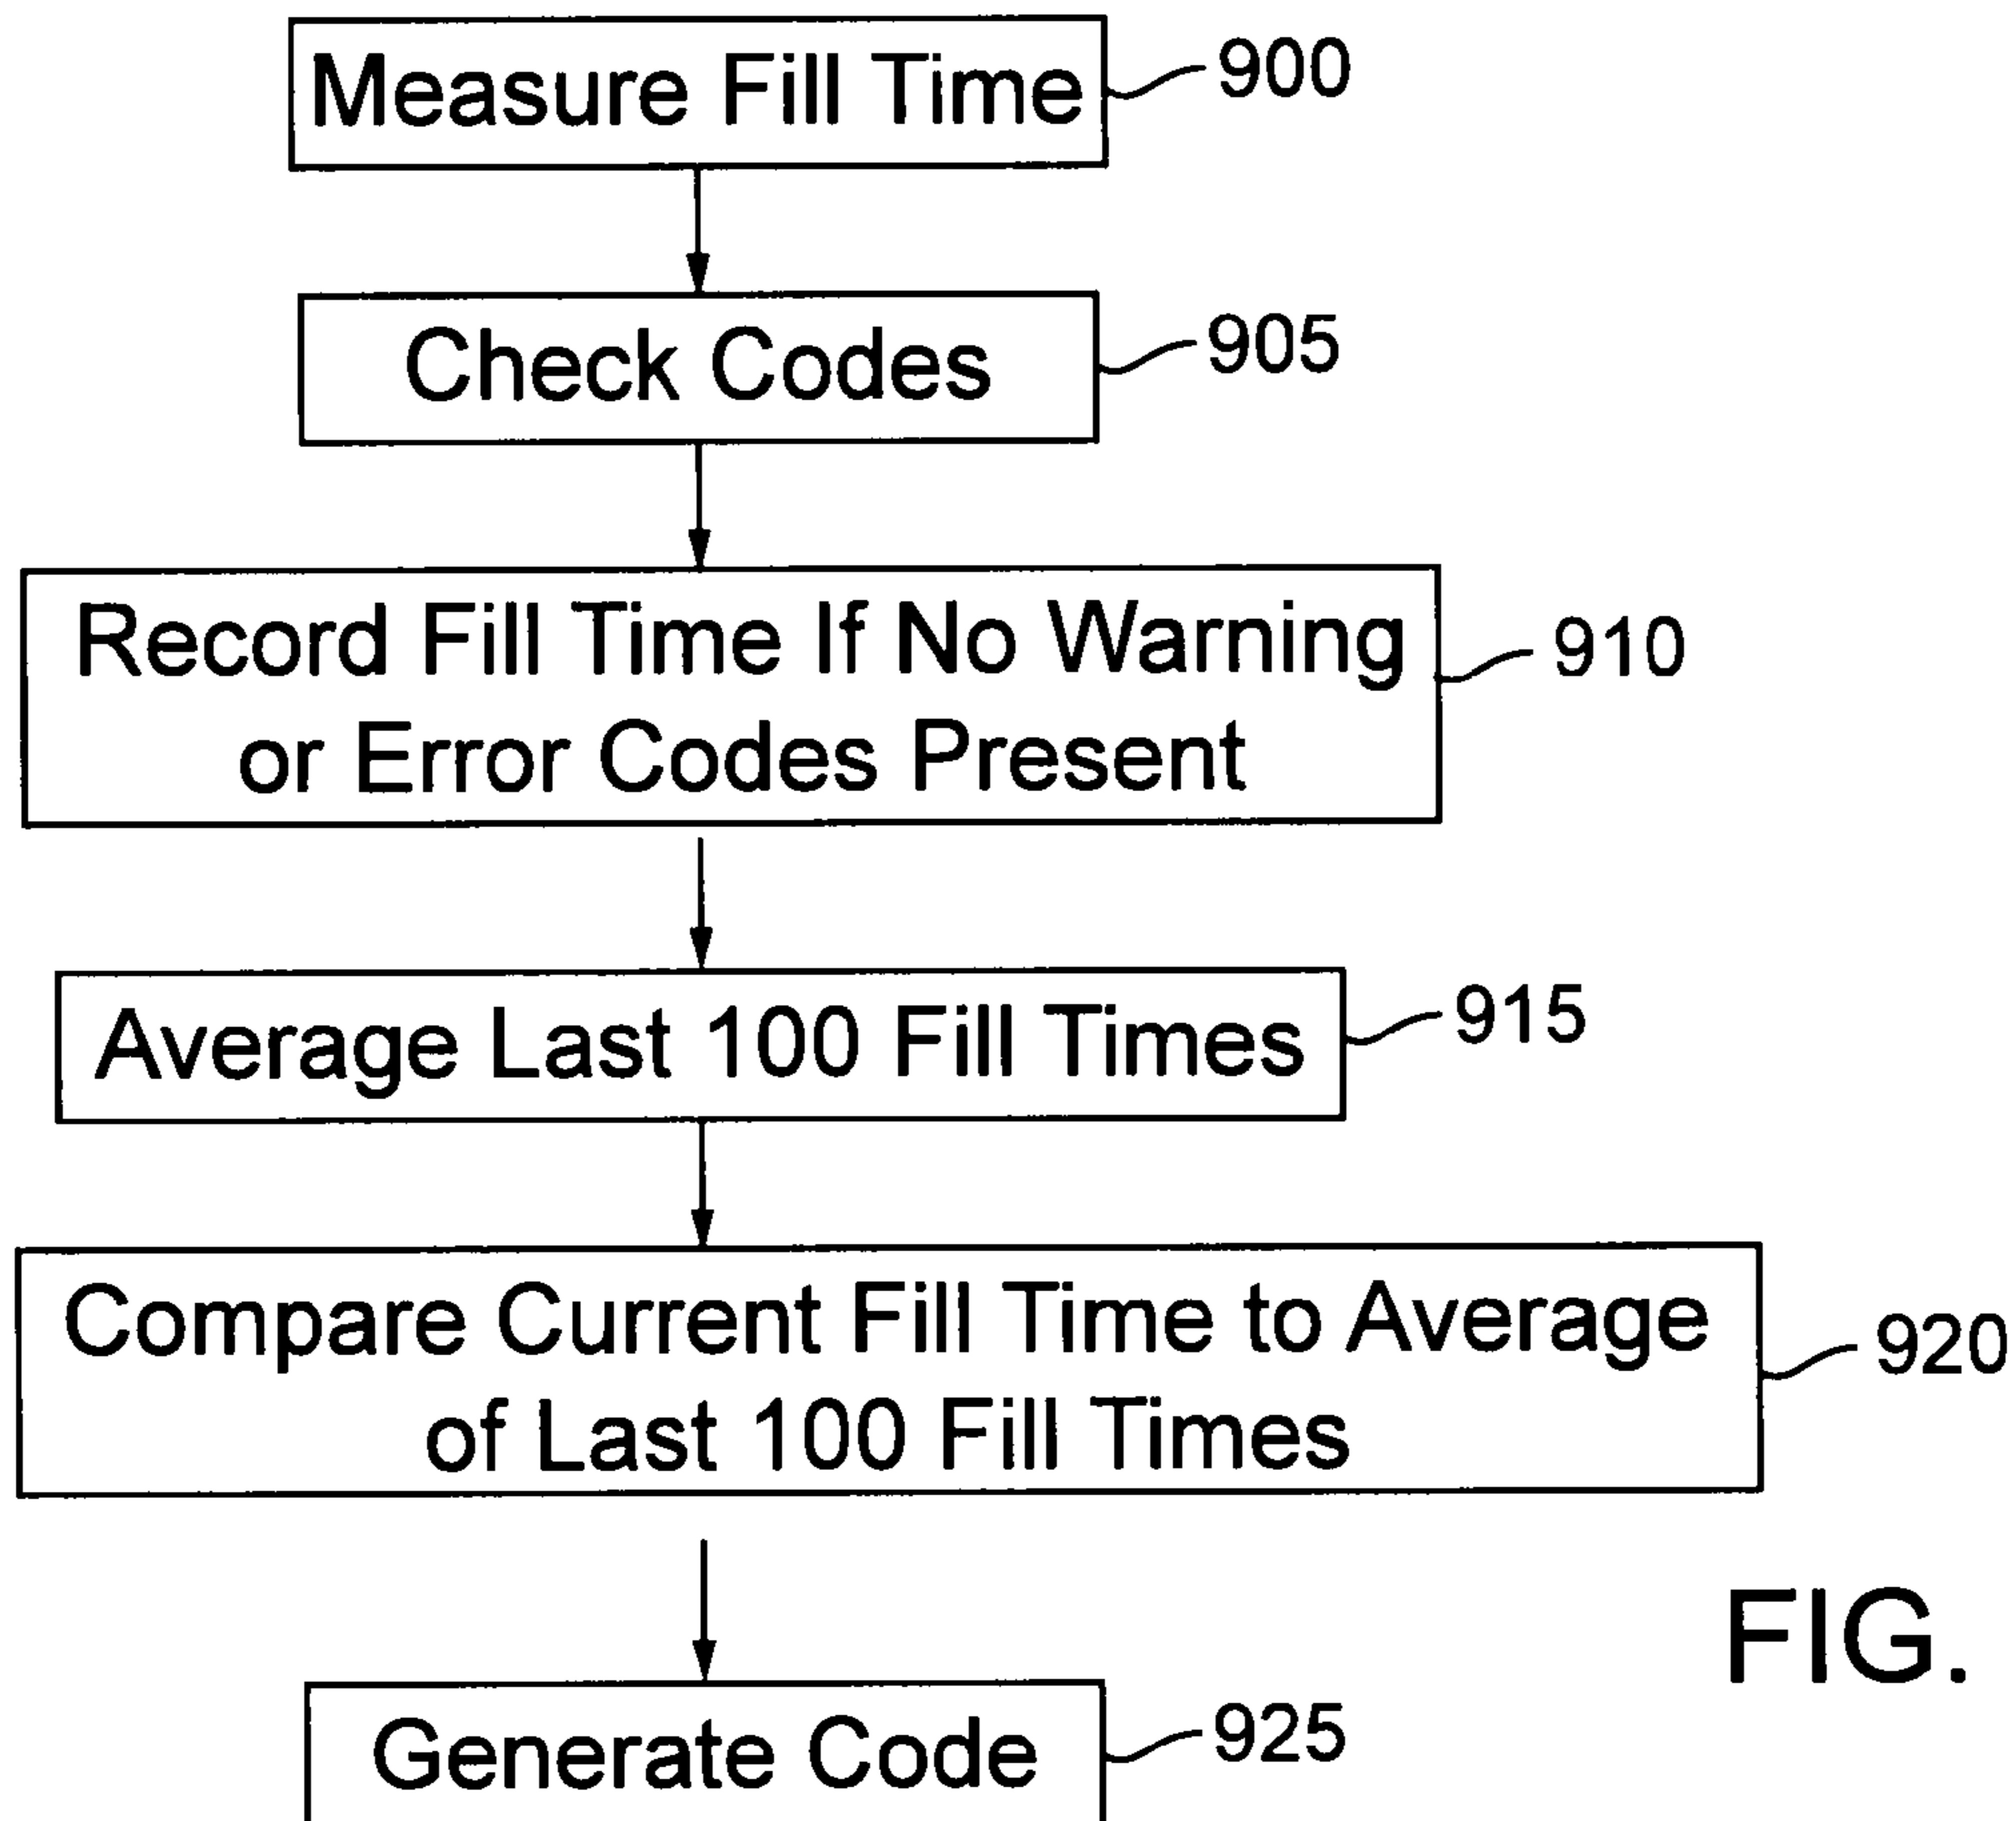 Measure Fill Time
900
Check Codes
905
Record Fill Time If No Warning
or Error Codes Present
910
Average Last 100 Fill Times
915
Compare Current Fill Time to Average
of Last 100 Fill Times
920
Generate Code
925
FIG.